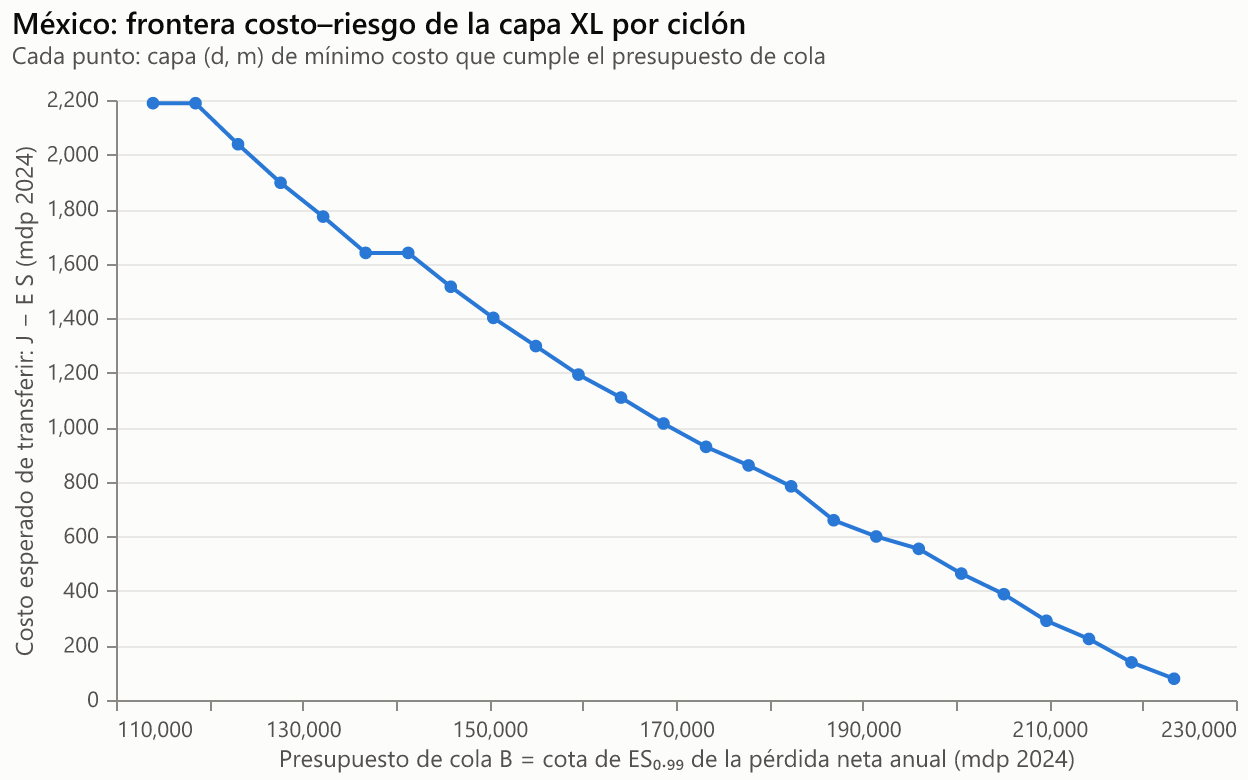 México: frontera costo–riesgo de la capa XL por ciclón
Cada punto: capa (d, m) de mínimo costo que cumple el presupuesto de cola
Costo esperado de transferir: J − E S (mdp 2024)
2,200
2,000
1,800
1,600
1,400
1,200
1,000
800
600
400
200
0
110,000 130,000 150,000 170,000 190,000 210,000 230,000
Presupuesto de cola B = cota de ES₀.₉₉ de la pérdida neta anual (mdp 2024)